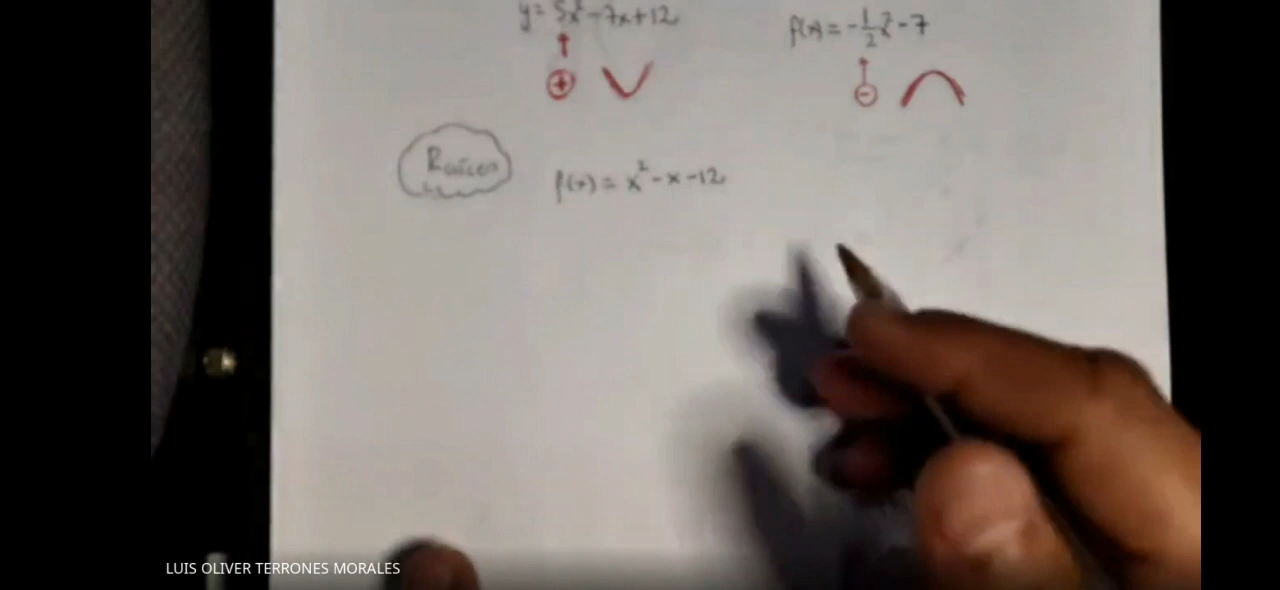 y = 5x² - 7x + 12
f(x) = -1/2 x² - 7
+
-
Raíces
f(x) = x² - x - 12
LUIS OLIVER TERRONES MORALES